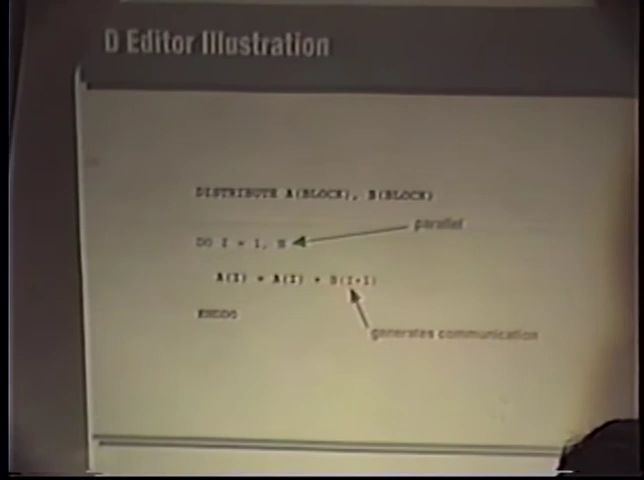 D Editor Illustration
DISTRIBUTE A(BLOCK), B(BLOCK)
parallel
DO I = 1, N
A(I) = A(I) + B(I+1)
ENDDO
generates communication